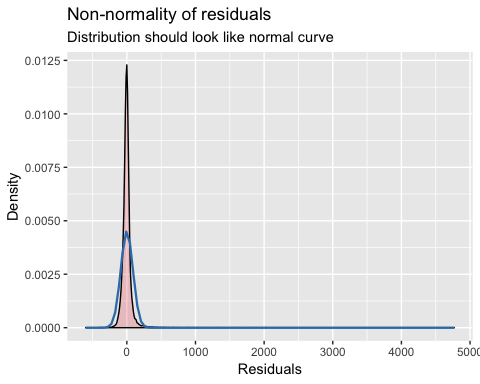 Non-normality of residuals
Distribution should look like normal curve
0.0125
0.0100
0.0075
0.0050
0.0025
0.0000
Density
0 1000 2000 3000 4000 5000
Residuals